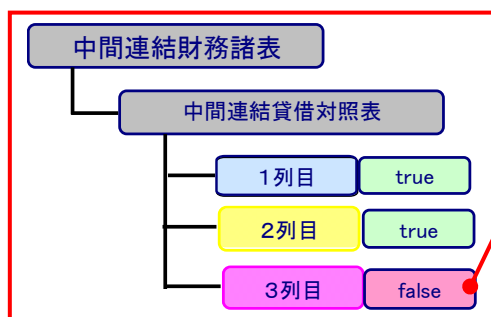 中間連結財務諸表
中間連結貸借対照表
1列目 true
2列目 true
3列目 false